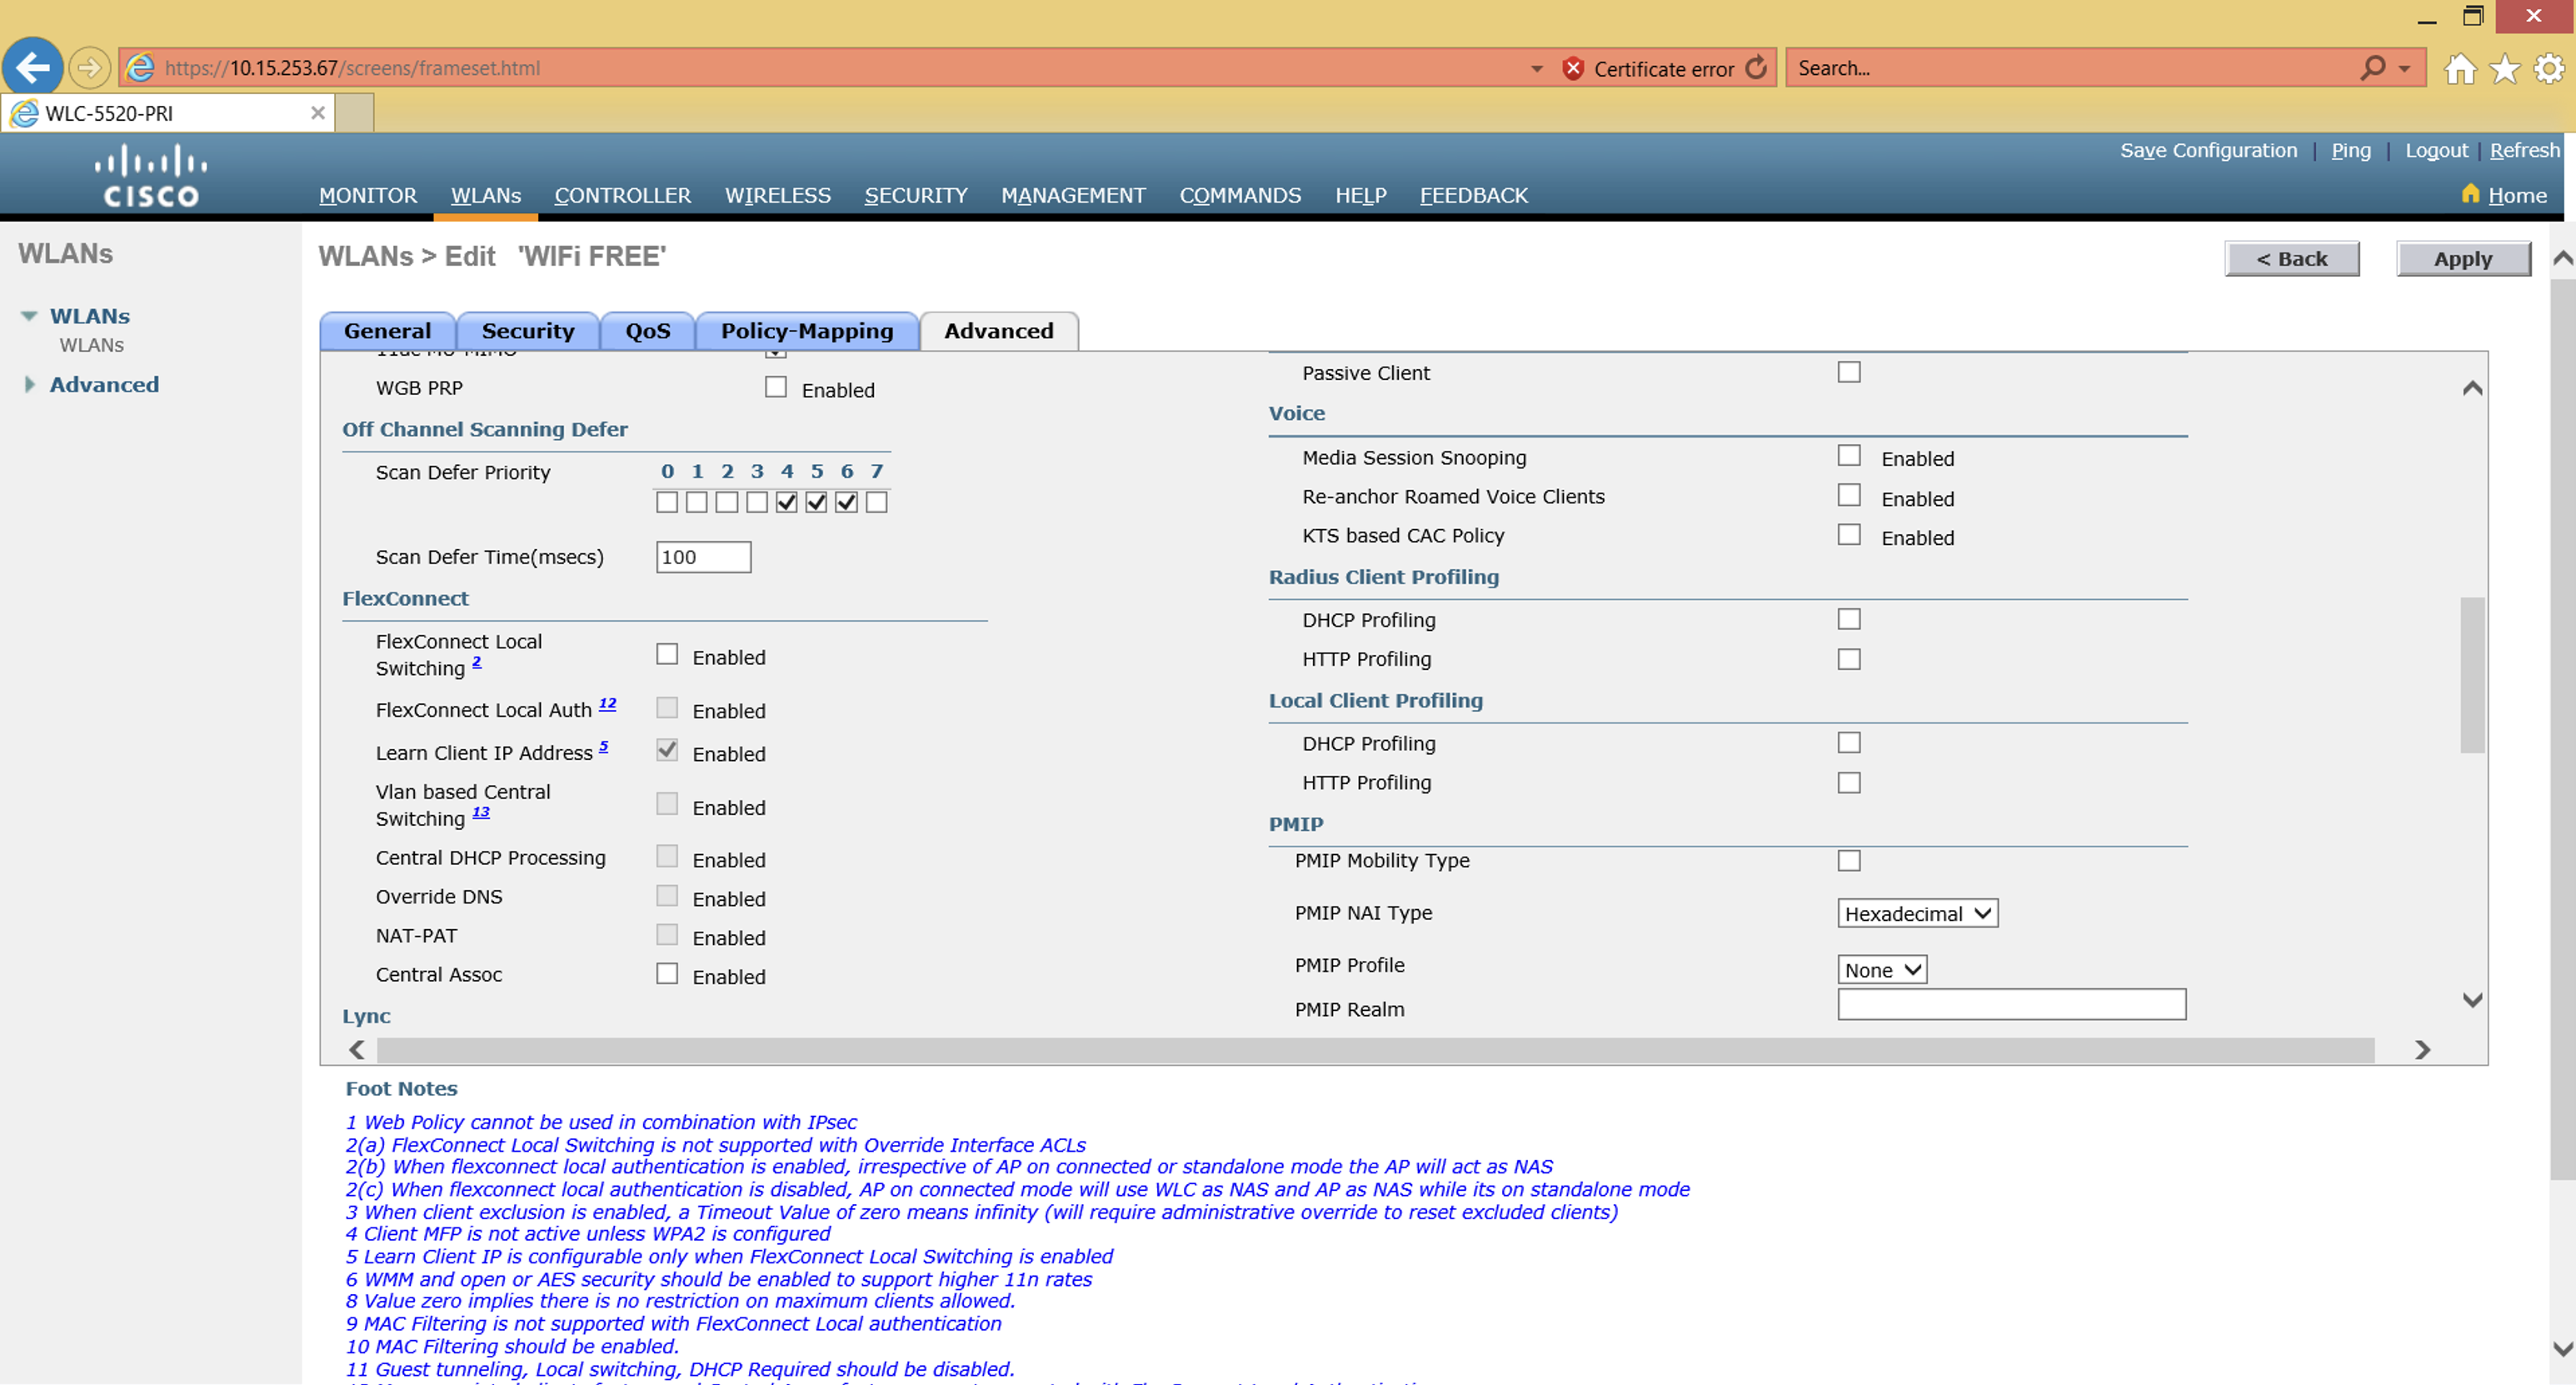 https://10.15.253.67/screens/frameset.html
Certificate error
Search...
WLC-5520-PRI
Save Configuration | Ping | Logout | Refresh
CISCO
MONITOR WLANs CONTROLLER WIRELESS SECURITY MANAGEMENT COMMANDS HELP FEEDBACK
Home
WLANs
WLANs
WLANs
Advanced
WLANs > Edit 'WIFi FREE'
< Back
Apply
General Security QoS Policy-Mapping Advanced
WGB PRP Enabled
Off Channel Scanning Defer
Scan Defer Priority 0 1 2 3 4 5 6 7
Scan Defer Time(msecs) 100
FlexConnect
FlexConnect Local
Switching 2 Enabled
FlexConnect Local Auth 12 Enabled
Learn Client IP Address 5 Enabled
Vlan based Central
Switching 13 Enabled
Central DHCP Processing Enabled
Override DNS Enabled
NAT-PAT Enabled
Central Assoc Enabled
Lync
Passive Client
Voice
Media Session Snooping Enabled
Re-anchor Roamed Voice Clients Enabled
KTS based CAC Policy Enabled
Radius Client Profiling
DHCP Profiling
HTTP Profiling
Local Client Profiling
DHCP Profiling
HTTP Profiling
PMIP
PMIP Mobility Type
PMIP NAI Type Hexadecimal
PMIP Profile None
PMIP Realm
Foot Notes
1 Web Policy cannot be used in combination with IPsec
2(a) FlexConnect Local Switching is not supported with Override Interface ACLs
2(b) When flexconnect local authentication is enabled, irrespective of AP on connected or standalone mode the AP will act as NAS
2(c) When flexconnect local authentication is disabled, AP on connected mode will use WLC as NAS and AP as NAS while its on standalone mode
3 When client exclusion is enabled, a Timeout Value of zero means infinity (will require administrative override to reset excluded clients)
4 Client MFP is not active unless WPA2 is configured
5 Learn Client IP is configurable only when FlexConnect Local Switching is enabled
6 WMM and open or AES security should be enabled to support higher 11n rates
8 Value zero implies there is no restriction on maximum clients allowed.
9 MAC Filtering is not supported with FlexConnect Local authentication
10 MAC Filtering should be enabled.
11 Guest tunneling, Local switching, DHCP Required should be disabled.